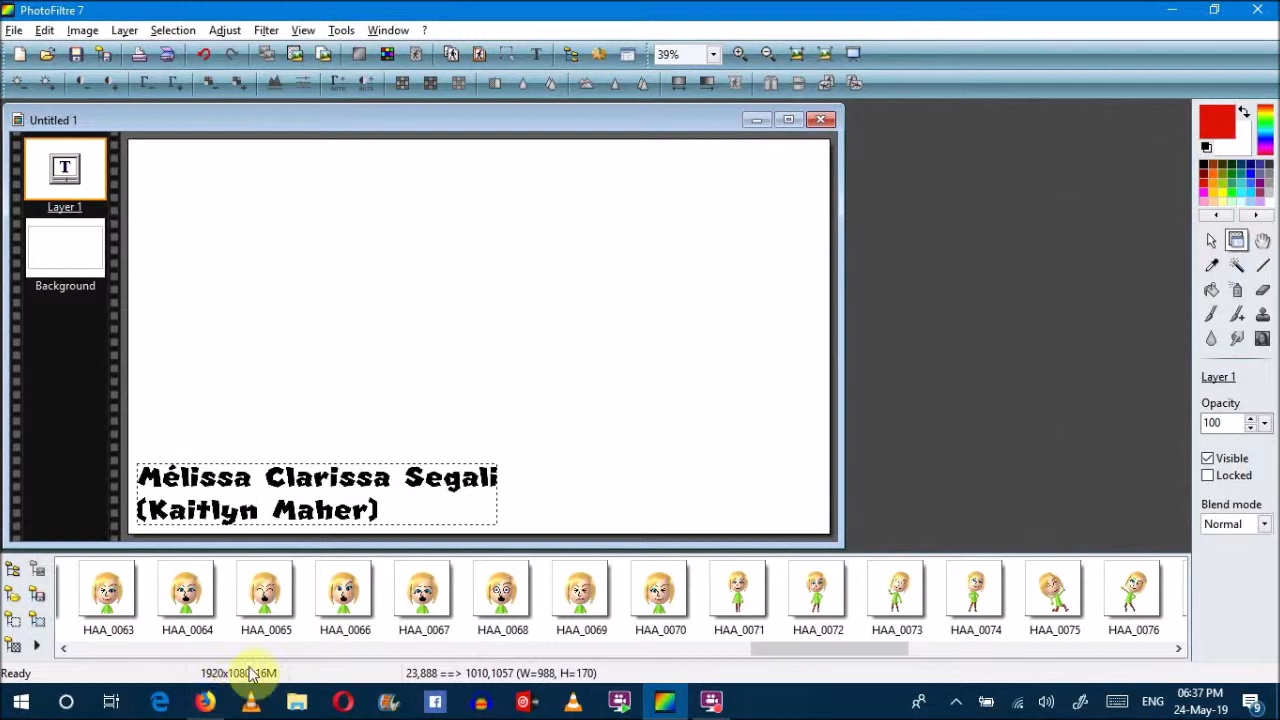 PhotoFiltre 7
File Edit Image Layer Selection Adjust Filter View Tools Window ?
39%
Untitled 1
T
Layer 1
Background
Mélissa Clarissa Segali
(Kaitlyn Maher)
Layer 1
Opacity
100
Visible
Locked
Blend mode
Normal
HAA_0063 HAA_0064 HAA_0065 HAA_0066 HAA_0067 HAA_0068 HAA_0069 HAA_0070 HAA_0071 HAA_0072 HAA_0073 HAA_0074 HAA_0075 HAA_0076
Ready 1920x1080 16M 23,888 ==> 1010,1057 (W=988, H=170)
ENG 06:37 PM
24-May-19
9